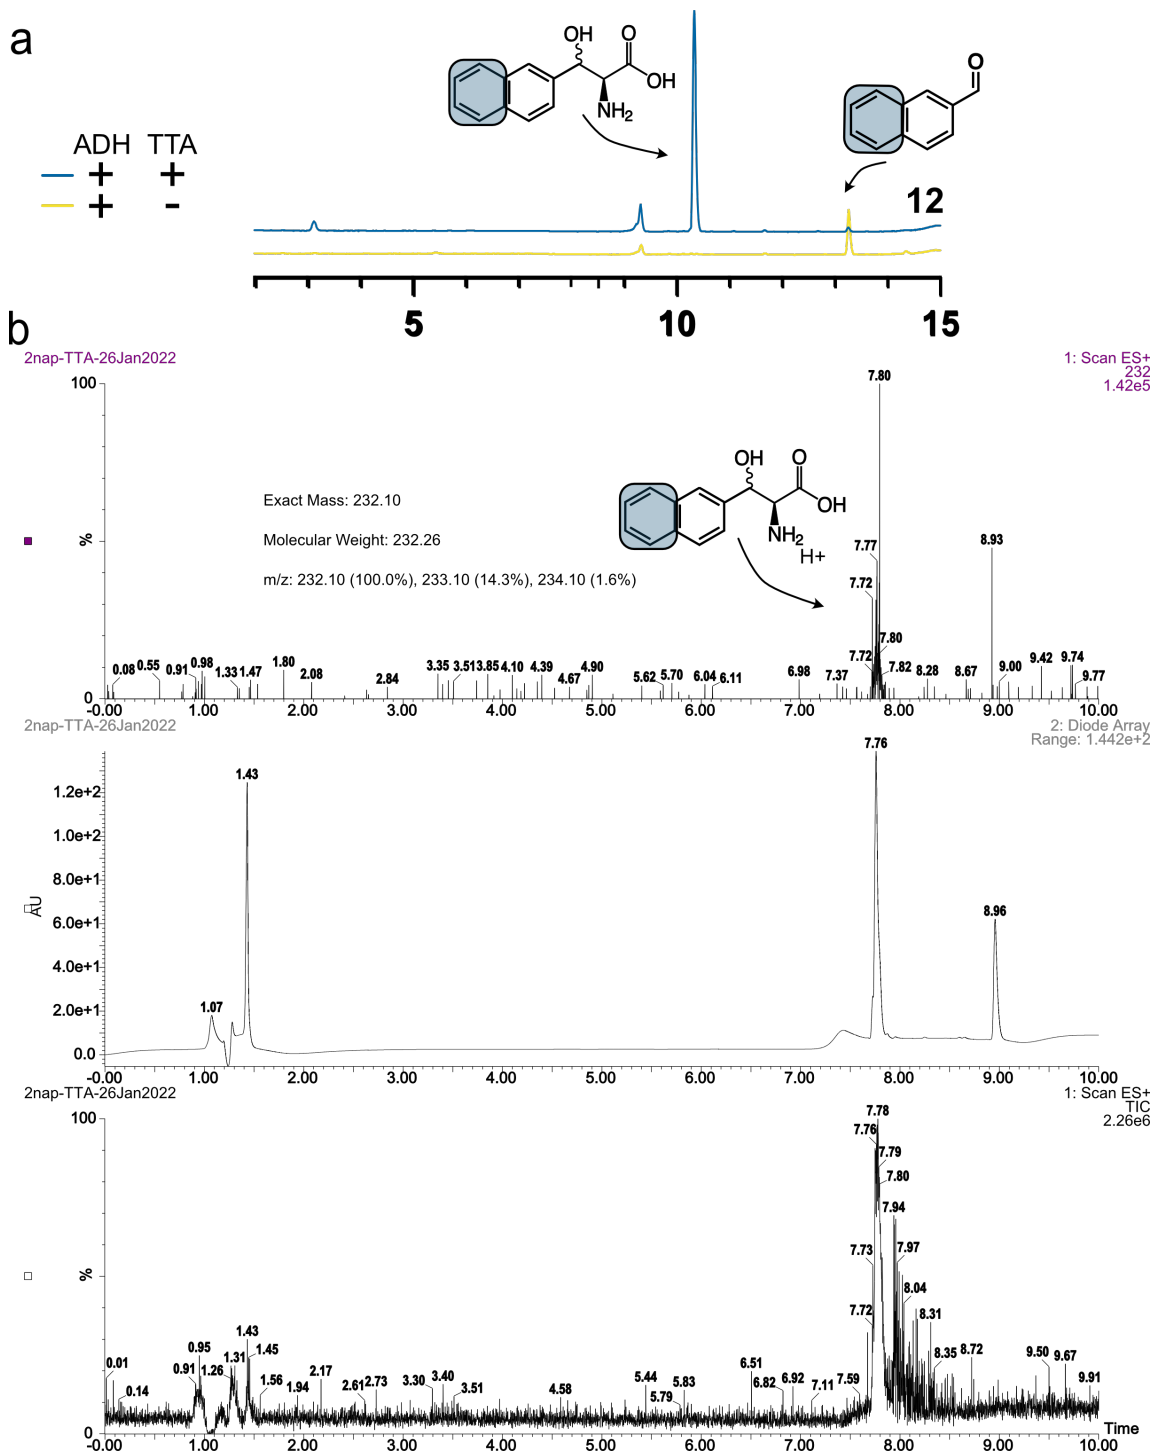 a
OH
O
OH
NH2
O
ADH TTA
+ +
+ -
12
5 10 15
b
2nap-TTA-26Jan2022
1: Scan ES+
232
1.42e5
100
%
0
7.80
Exact Mass: 232.10
Molecular Weight: 232.26
m/z: 232.10 (100.0%), 233.10 (14.3%), 234.10 (1.6%)
OH
O
OH
NH2
H+
7.77
7.72
8.93
7.80
7.72
7.82
0.08 0.55 0.91 0.98 1.33 1.47 1.80 2.08 2.84 3.35 3.51 3.85 4.10 4.39 4.67 4.90 5.62 5.70 6.04 6.11 6.98 7.37 8.28 8.67 9.00 9.42 9.74 9.77
-0.00 1.00 2.00 3.00 4.00 5.00 6.00 7.00 8.00 9.00 10.00
2nap-TTA-26Jan2022
2: Diode Array
Range: 1.442e+2
7.76
1.43
8.96
1.07
AU
1.2e+2
1.0e+2
8.0e+1
6.0e+1
4.0e+1
2.0e+1
0.0
-0.00 1.00 2.00 3.00 4.00 5.00 6.00 7.00 8.00 9.00 10.00
2nap-TTA-26Jan2022
1: Scan ES+
TIC
2.26e6
100
%
0
7.78
7.76
7.79
7.80
7.94
7.73
7.97
8.04
7.72
8.31
0.01 0.14 0.91 0.95 1.26 1.31 1.43 1.45 1.56 1.94 2.17 2.61 2.73 3.30 3.40 3.51 4.58 5.44 5.79 5.83 6.51 6.82 6.92 7.11 7.59 8.35 8.72 9.50 9.67 9.91
Time
-0.00 1.00 2.00 3.00 4.00 5.00 6.00 7.00 8.00 9.00 10.00